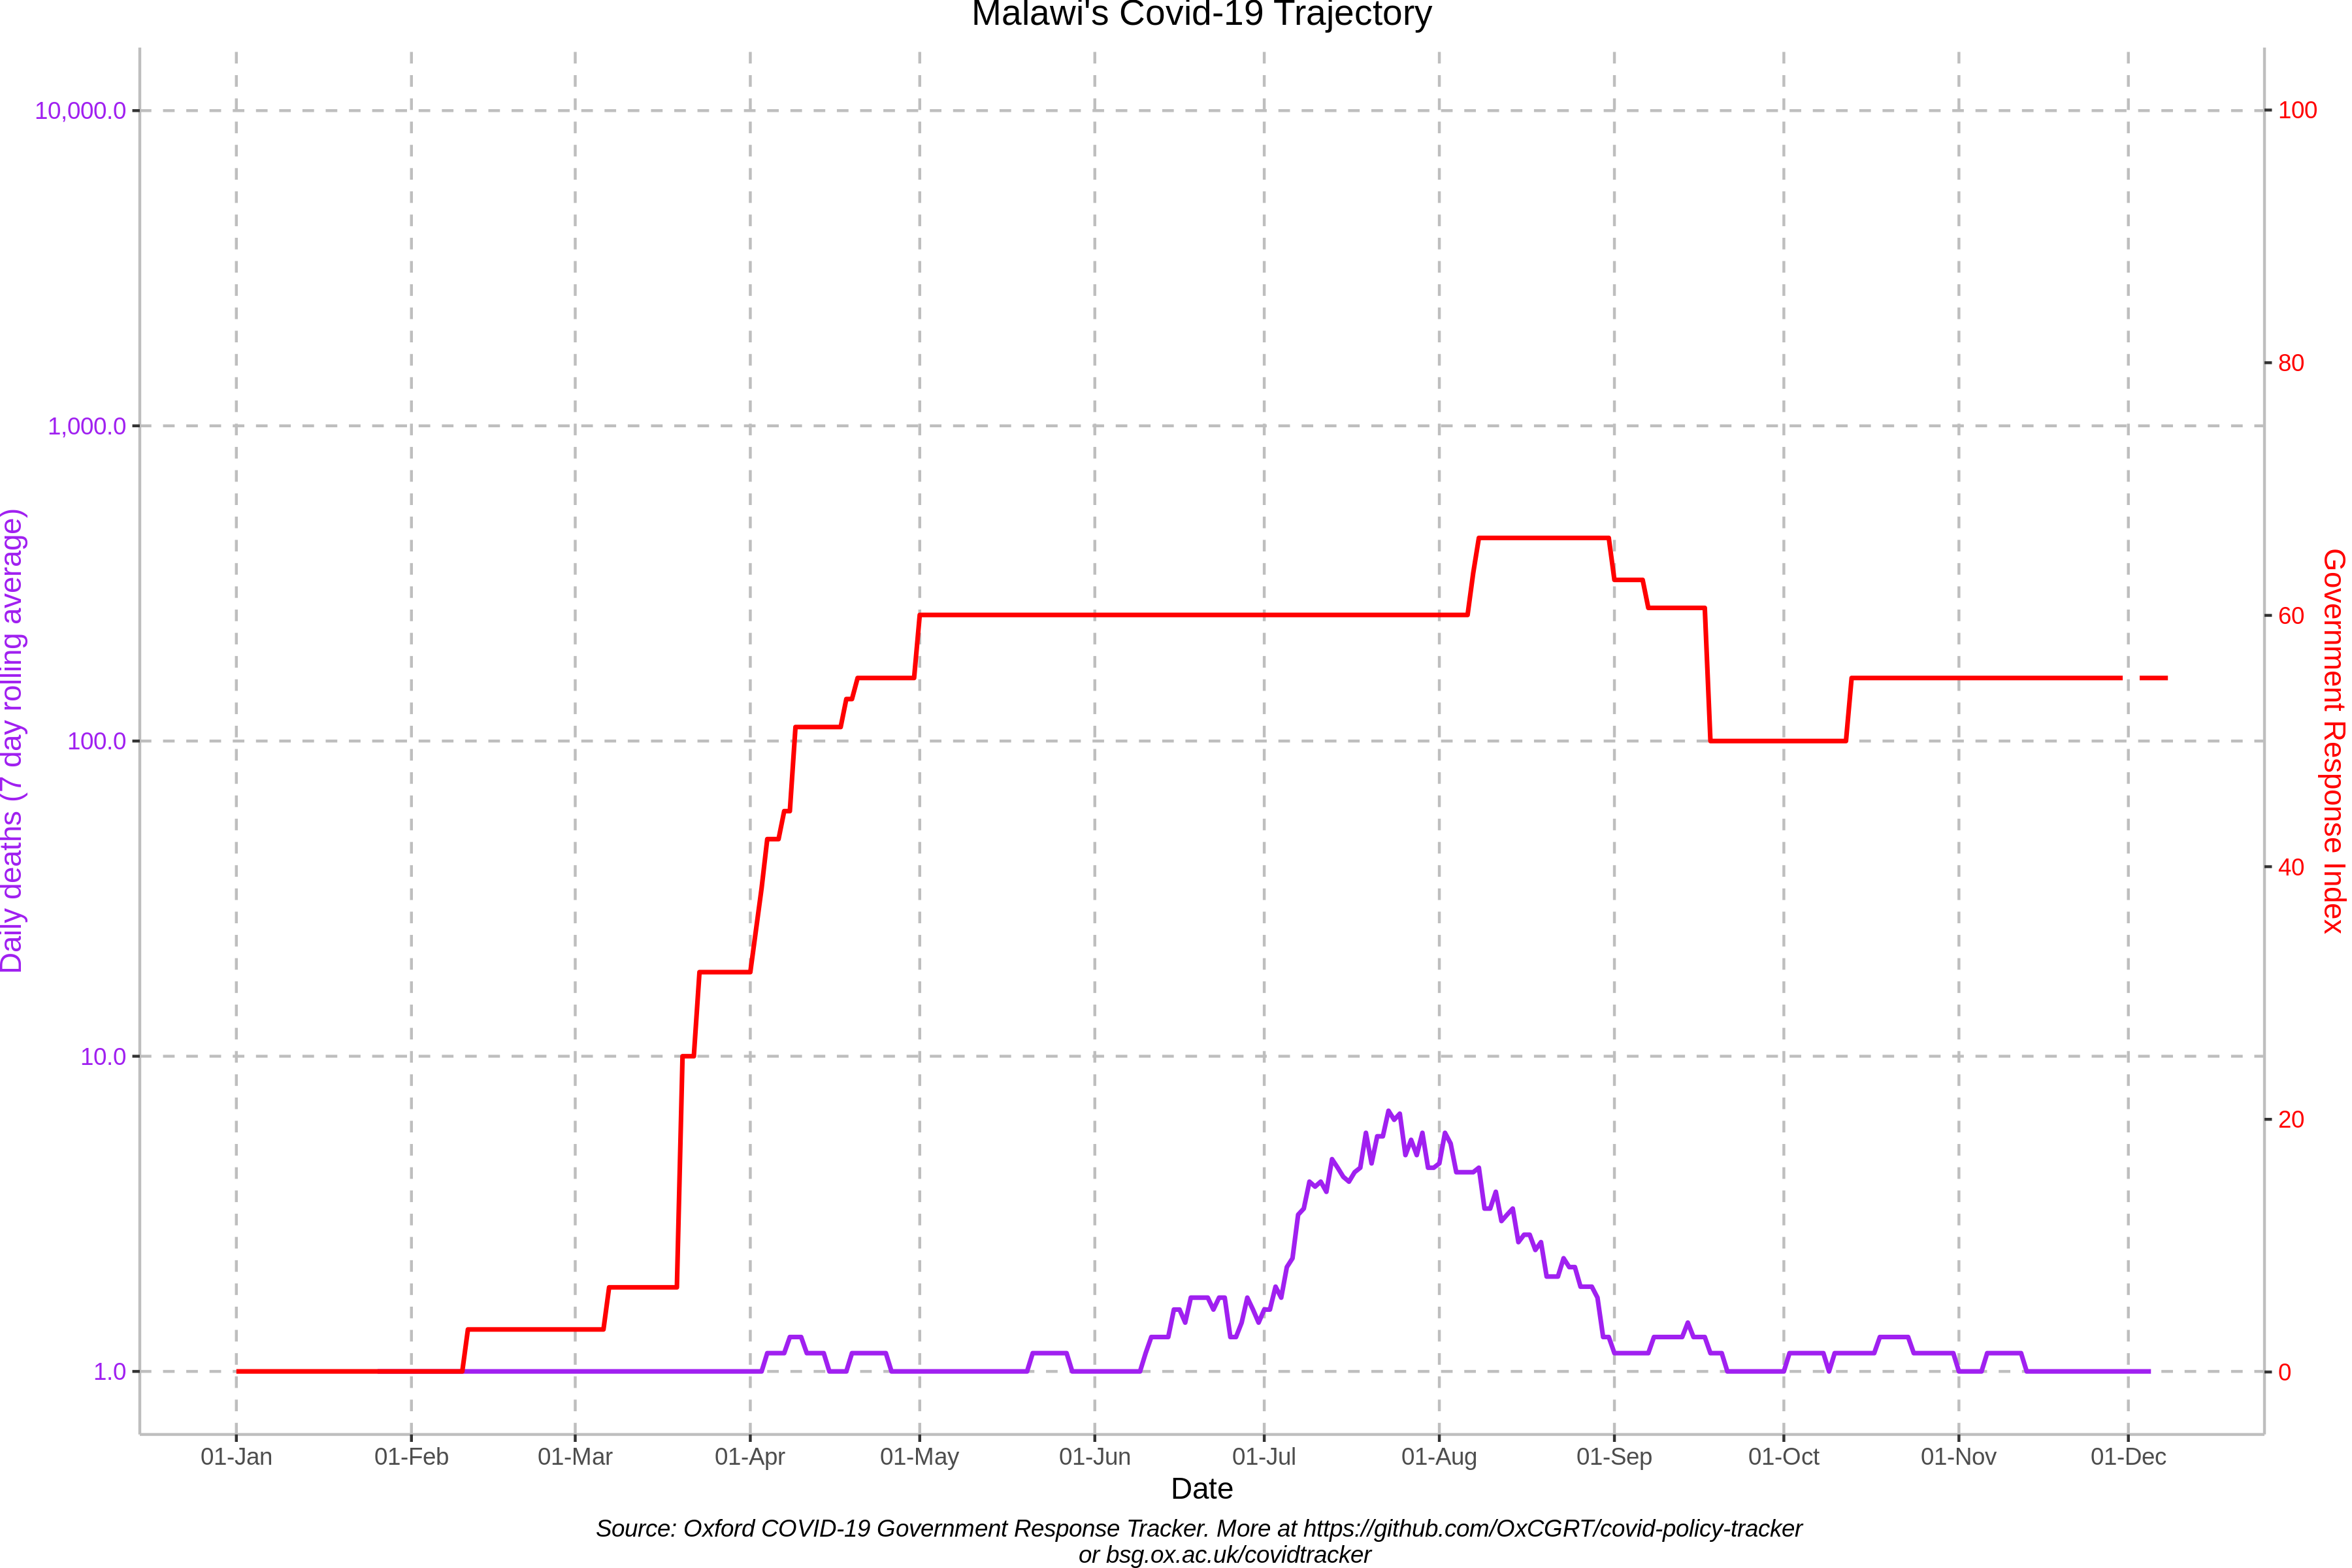 Malawi's Covid-19 Trajectory
10,000.0
1,000.0
100.0
10.0
1.0
Daily deaths (7 day rolling average)
100
80
60
40
20
0
Government Response Index
01-Jan 01-Feb 01-Mar 01-Apr 01-May 01-Jun 01-Jul 01-Aug 01-Sep 01-Oct 01-Nov 01-Dec
Date
Source: Oxford COVID-19 Government Response Tracker. More at https://github.com/OxCGRT/covid-policy-tracker
or bsg.ox.ac.uk/covidtracker